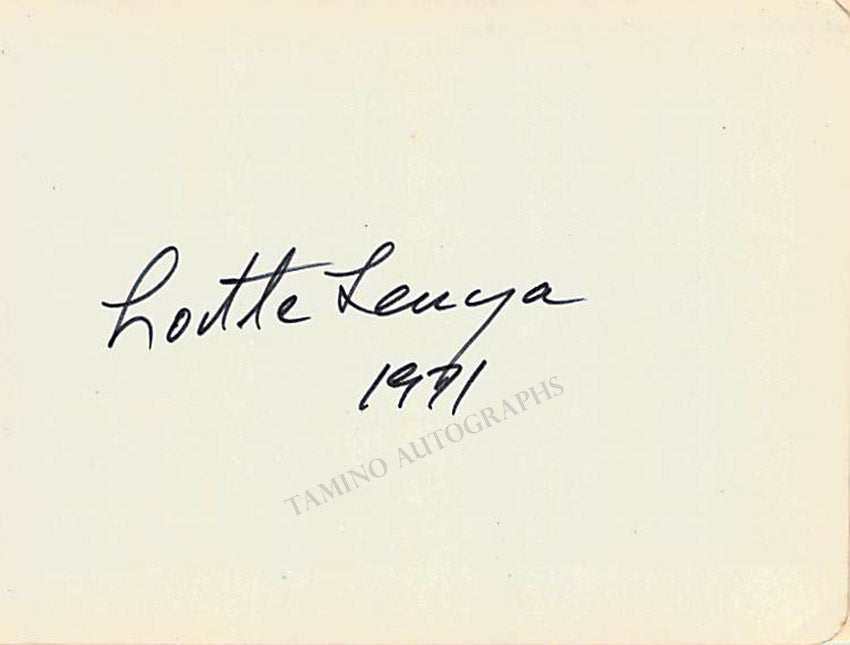 Lotte Lenya
1971
TAMINO AUTOGRAPHS